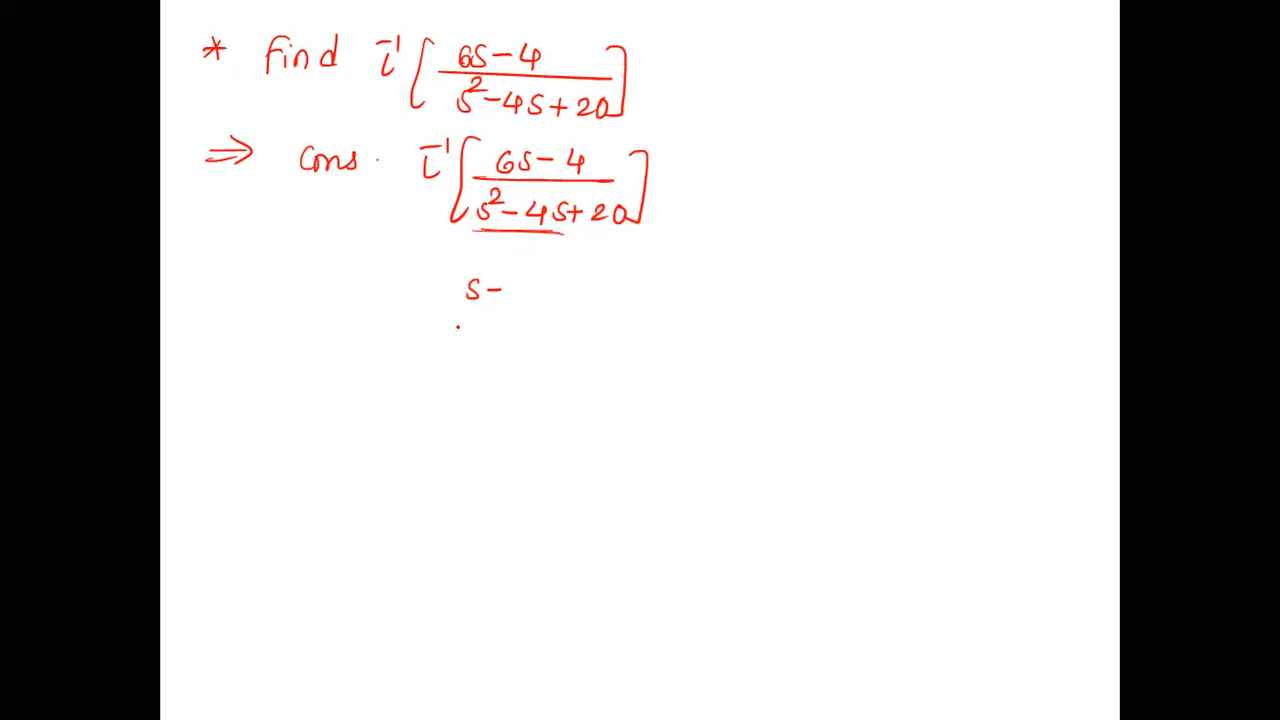 * Find L⁻¹ [ (6s-4) / (s²-4s+20) ]
⇒ Cons. L⁻¹ [ (6s-4) / (s²-4s+20) ]
s-